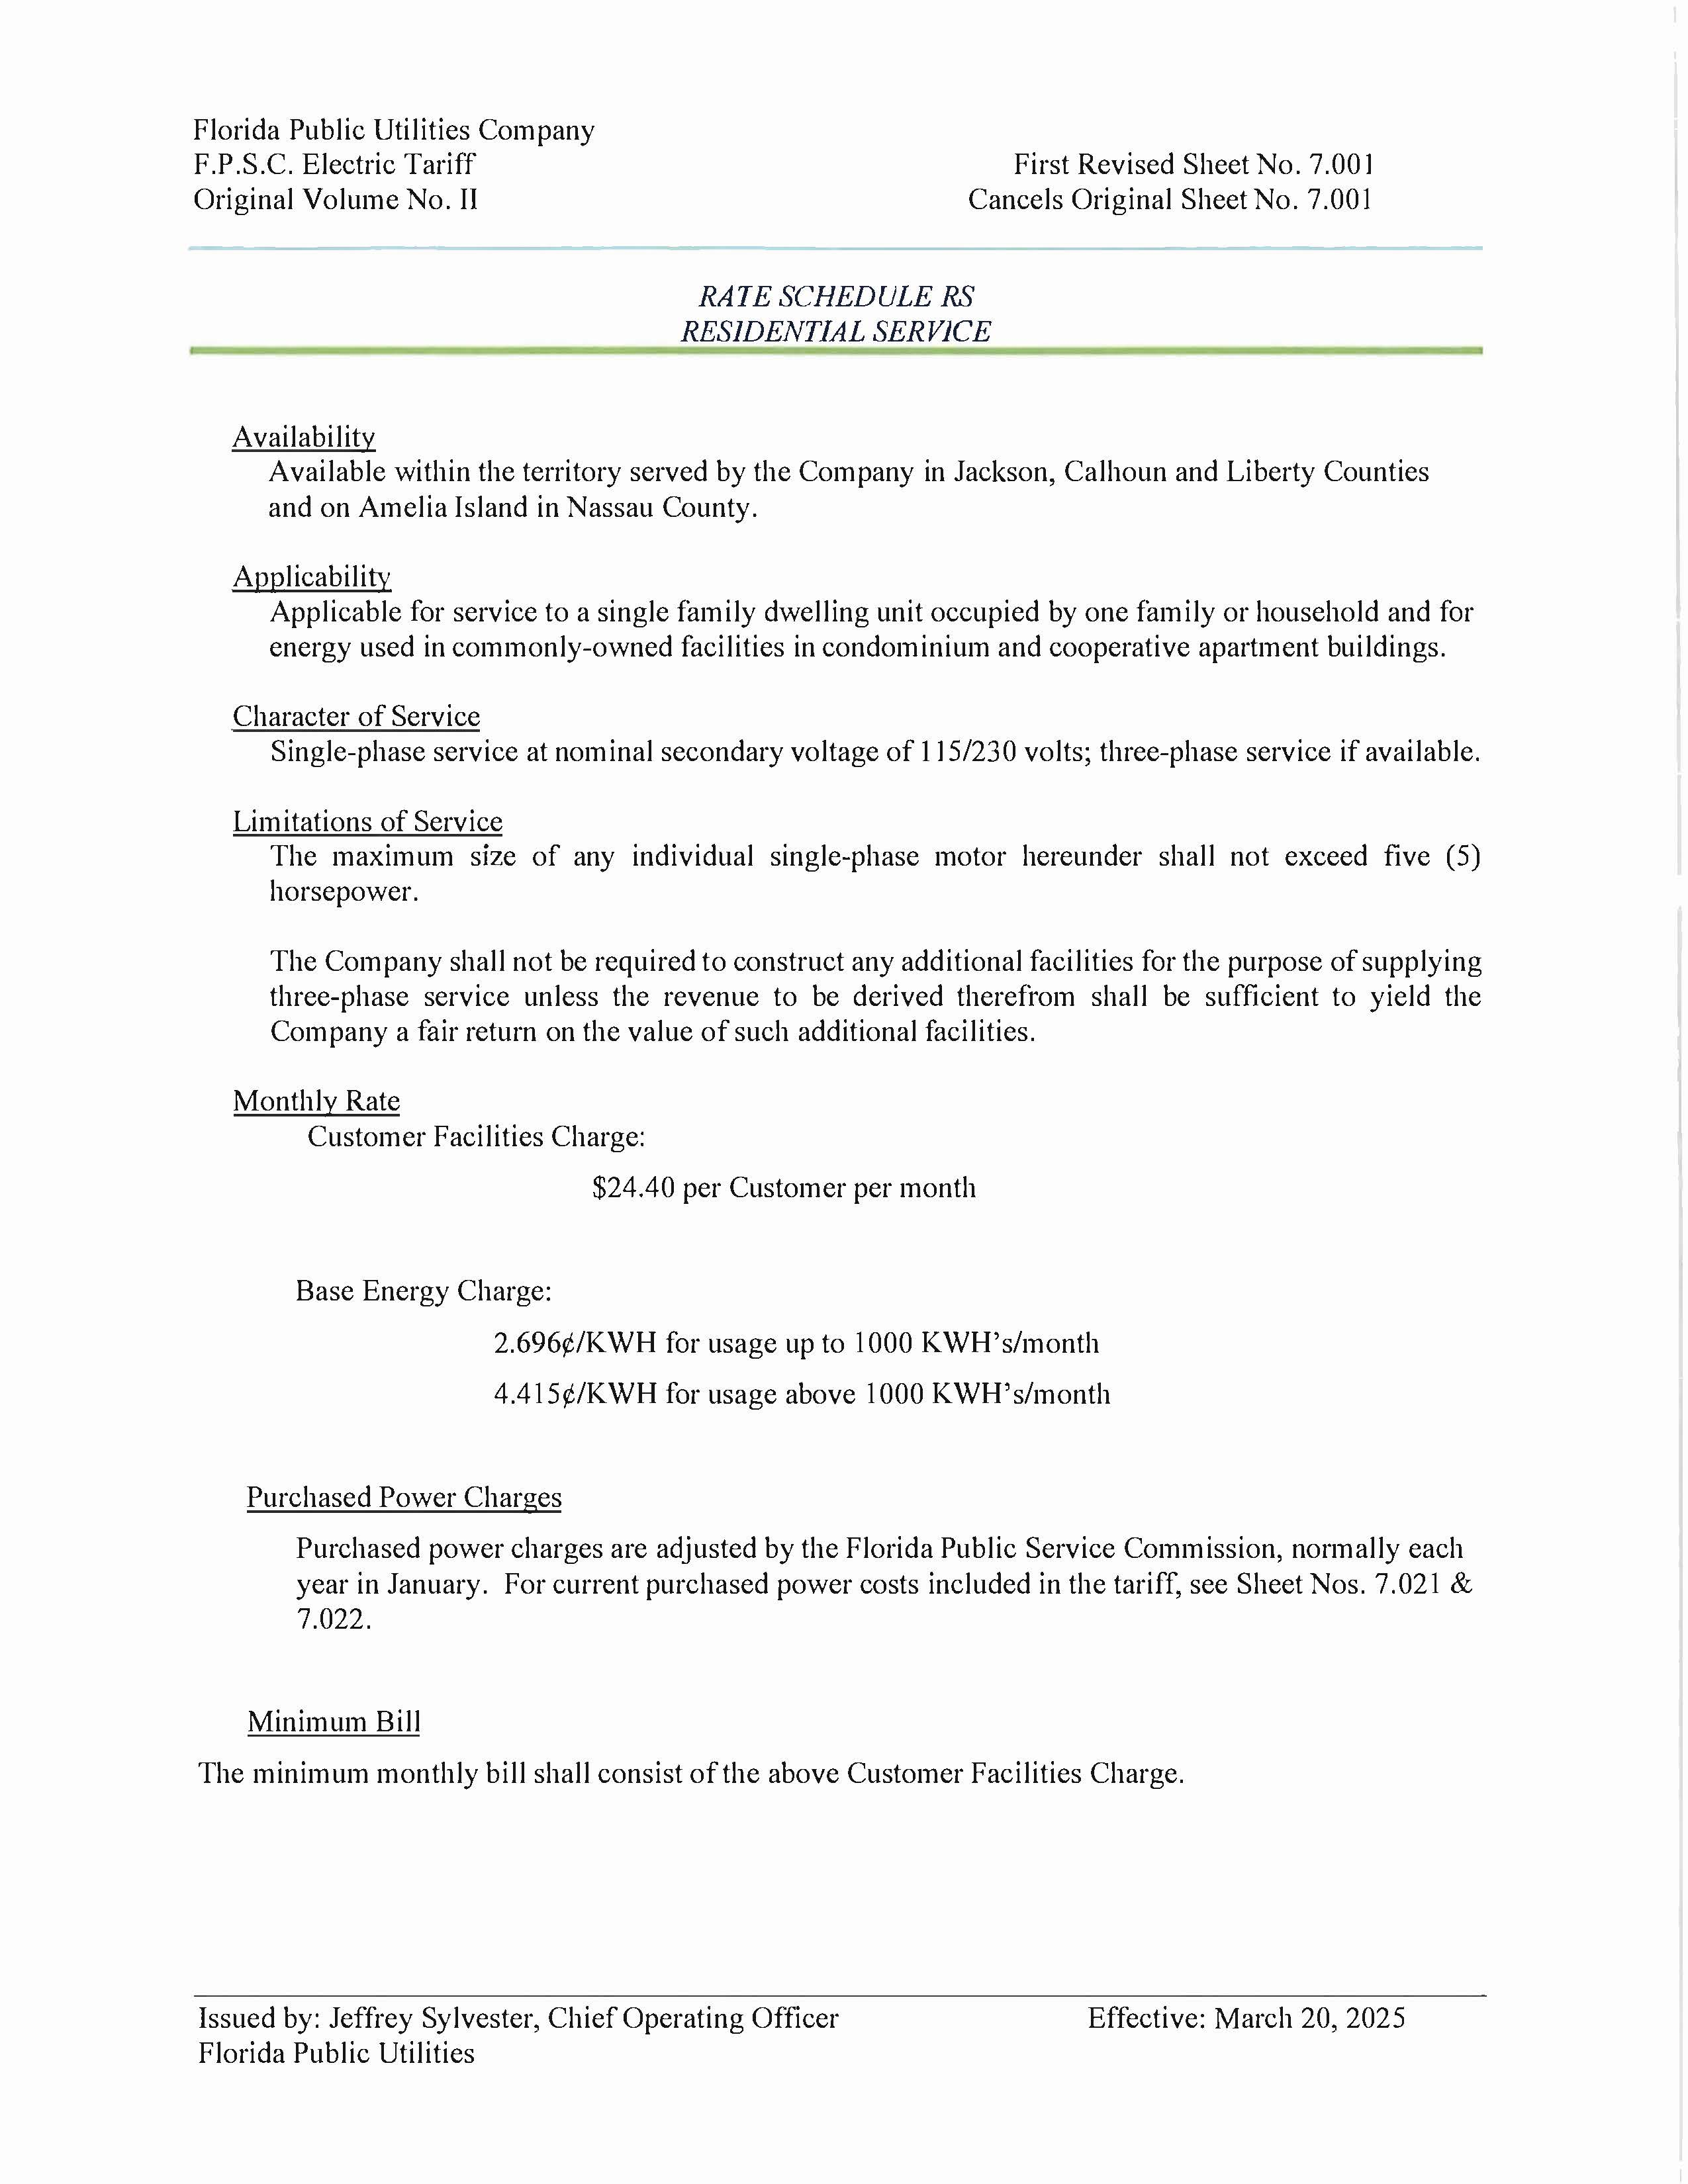 Florida Public Utilities Company
F.P.S.C. Electric Tariff
First Revised Sheet No. 7.001
Original Volume No. II
Cancels Original Sheet No. 7.001
RATE SCHEDULE RS
RESIDENTIAL SERVICE
Availability
Available within the territory served by the Company in Jackson, Calhoun and Liberty Counties
and on Amelia Island in Nassau County.
Applicability
Applicable for service to a single family dwelling unit occupied by one family or household and for
energy used in commonly-owned facilities in condominium and cooperative apartment buildings.
Character of Service
Single-phase service at nominal secondary voltage of 115/230 volts; three-phase service if available.
Limitations of Service
The maximum size of any individual single-phase motor hereunder shall not exceed five (5)
horsepower.
The Company shall not be required to construct any additional facilities for the purpose of supplying
three-phase service unless the revenue to be derived therefrom shall be sufficient to yield the
Company a fair return on the value of such additional facilities.
Monthly Rate
Customer Facilities Charge:
$24.40 per Customer per month
Base Energy Charge:
2.696¢/KWH for usage up to 1000 KWH’s/month
4.415¢/KWH for usage above 1000 KWH’s/month
Purchased Power Charges
Purchased power charges are adjusted by the Florida Public Service Commission, normally each
year in January. For current purchased power costs included in the tariff, see Sheet Nos. 7.021 &
7.022.
Minimum Bill
The minimum monthly bill shall consist of the above Customer Facilities Charge.
Issued by: Jeffrey Sylvester, Chief Operating Officer
Effective: March 20, 2025
Florida Public Utilities